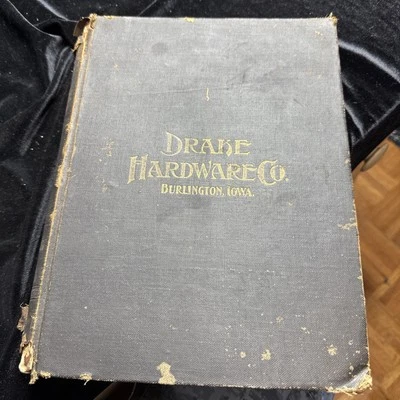 DRAKE
HARDWARE CO.
BURLINGTON, IOWA.